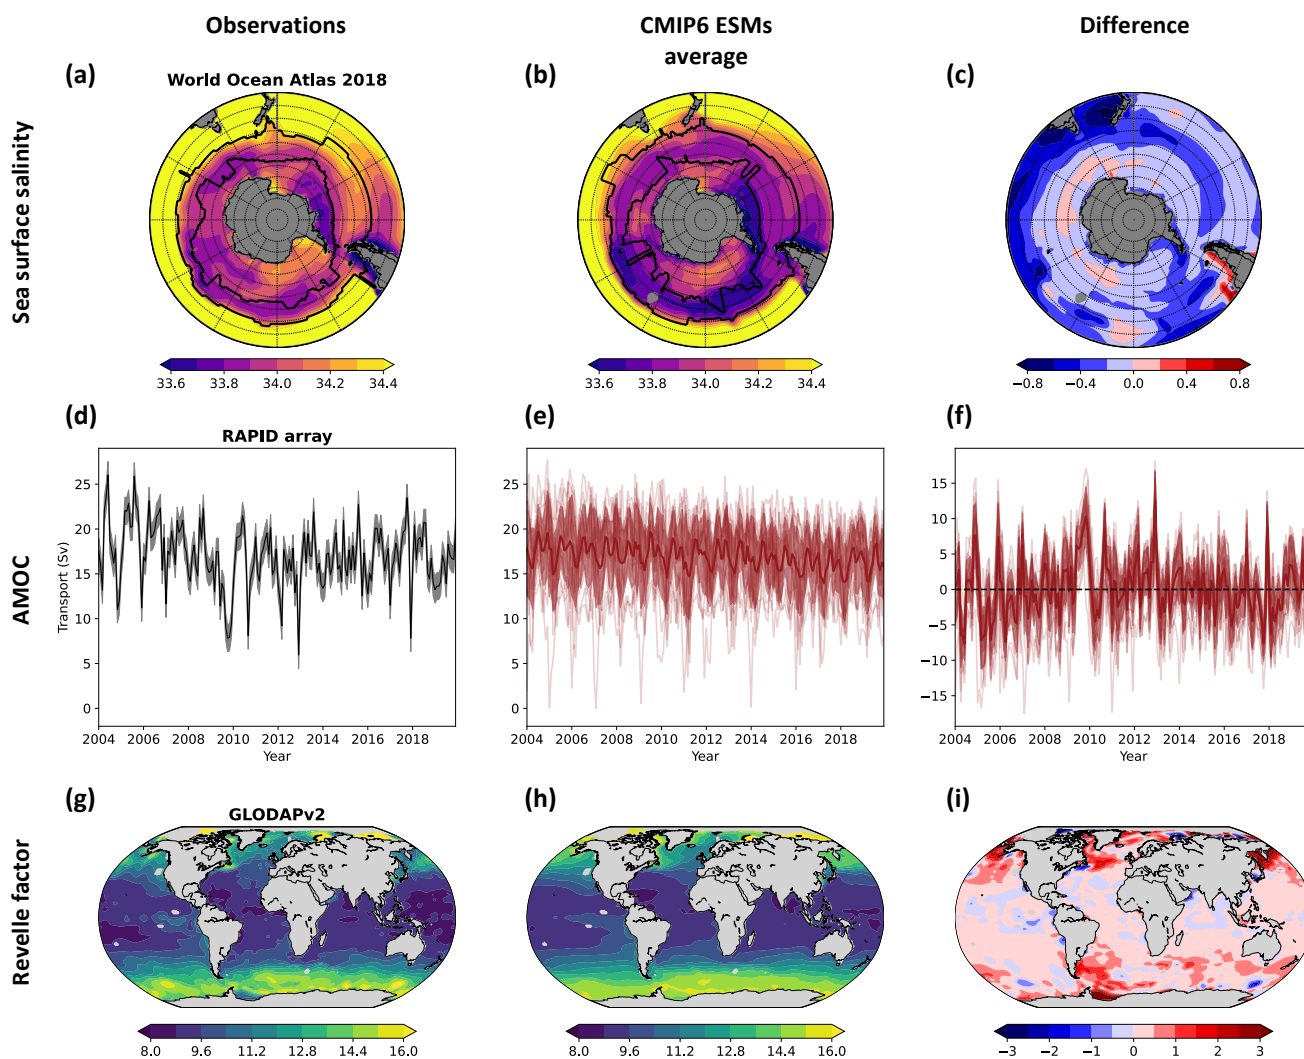 Observations
CMIP6 ESMs
average
Difference
(a)
World Ocean Atlas 2018
(b)
(c)
Sea surface salinity
33.6 33.8 34.0 34.2 34.4
33.6 33.8 34.0 34.2 34.4
−0.8 −0.4 0.0 0.4 0.8
(d)
RAPID array
(e)
(f)
AMOC
Transport (Sv)
25
20
15
10
5
0
2004 2006 2008 2010 2012 2014 2016 2018
Year
25
20
15
10
5
0
2004 2006 2008 2010 2012 2014 2016 2018
Year
15
10
5
0
−5
−10
−15
2004 2006 2008 2010 2012 2014 2016 2018
Year
(g)
GLODAPv2
(h)
(i)
Revelle factor
8.0 9.6 11.2 12.8 14.4 16.0
8.0 9.6 11.2 12.8 14.4 16.0
−3 −2 −1 0 1 2 3